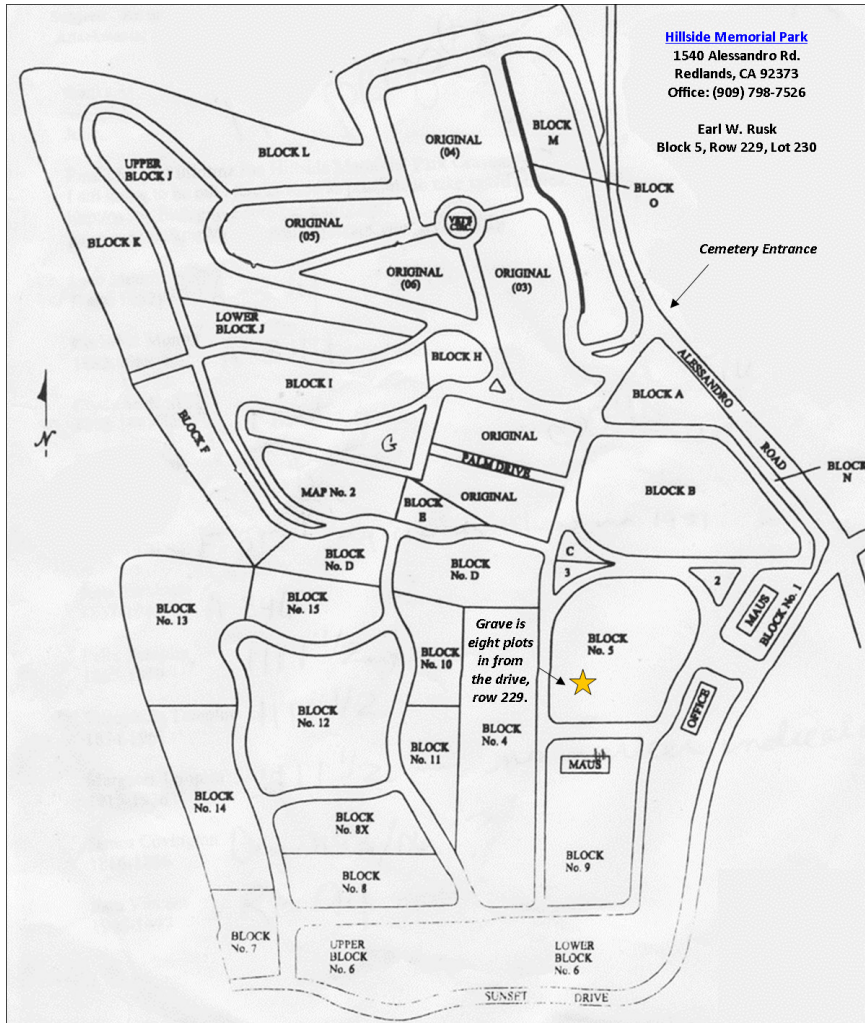 Hillside Memorial Park
1540 Alessandro Rd.
Redlands, CA 92373
Office: (909) 798-7526
Earl W. Rusk
Block 5, Row 229, Lot 230
BLOCK
M
ORIGINAL
(04)
BLOCK L
UPPER
BLOCK J
BLOCK
O
ORIGINAL
(05)
BLOCK K
Cemetery Entrance
ORIGINAL
(06)
ORIGINAL
(03)
LOWER
BLOCK J
BLOCK H
BLOCK I
ALESSANDRO
ROAD
BLOCK A
N
BLOCK F
G
ORIGINAL
PALM DRIVE
ORIGINAL
BLOCK
N
MAP No. 2
BLOCK
E
BLOCK B
BLOCK
No. D
BLOCK
No. D
C
3
2
MAUS
BLOCK No. 1
BLOCK
No. 13
BLOCK
No. 15
Grave is
eight plots
in from
the drive,
row 229.
BLOCK
No. 5
BLOCK
No. 10
BLOCK
No. 12
OFFICE
BLOCK
No. 4
BLOCK
No. 11
MAUS
BLOCK
No. 14
BLOCK
No. 8X
BLOCK
No. 9
BLOCK
No. 8
BLOCK
No. 7
UPPER
BLOCK
No. 6
LOWER
BLOCK
No. 6
SUNSET DRIVE